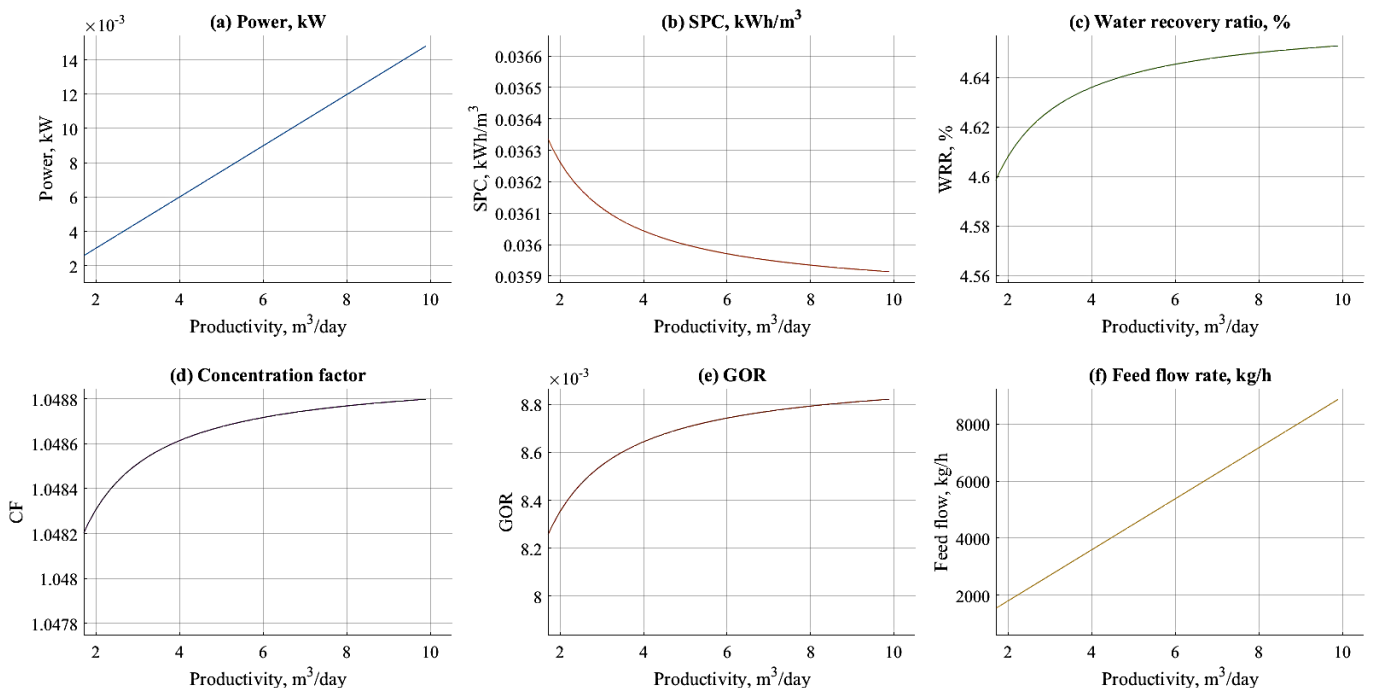 (a) Power, kW
×10⁻³
Power, kW
14
12
10
8
6
4
2
2 4 6 8 10
Productivity, m³/day
(b) SPC, kWh/m³
SPC, kWh/m³
0.0366
0.0365
0.0364
0.0363
0.0362
0.0361
0.036
0.0359
2 4 6 8 10
Productivity, m³/day
(c) Water recovery ratio, %
WRR, %
4.64
4.62
4.6
4.58
4.56
2 4 6 8 10
Productivity, m³/day
(d) Concentration factor
CF
1.0488
1.0486
1.0484
1.0482
1.048
1.0478
2 4 6 8 10
Productivity, m³/day
(e) GOR
×10⁻³
GOR
8.8
8.6
8.4
8.2
8
2 4 6 8 10
Productivity, m³/day
(f) Feed flow rate, kg/h
Feed flow, kg/h
8000
6000
4000
2000
2 4 6 8 10
Productivity, m³/day